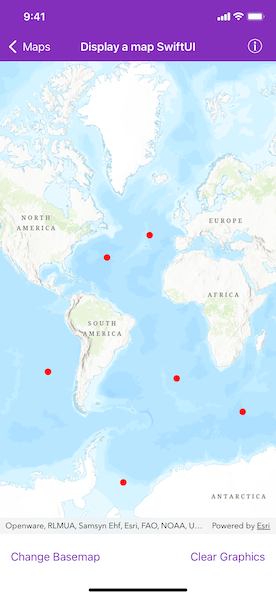 9:41
Maps
Display a map SwiftUI
NORTH
AMERICA
EUROPE
AFRICA
SOUTH
AMERICA
ANTARCTICA
Openware, RLMUA, Samsyn Ehf, Esri, FAO, NOAA, U... Powered by Esri
Change Basemap
Clear Graphics